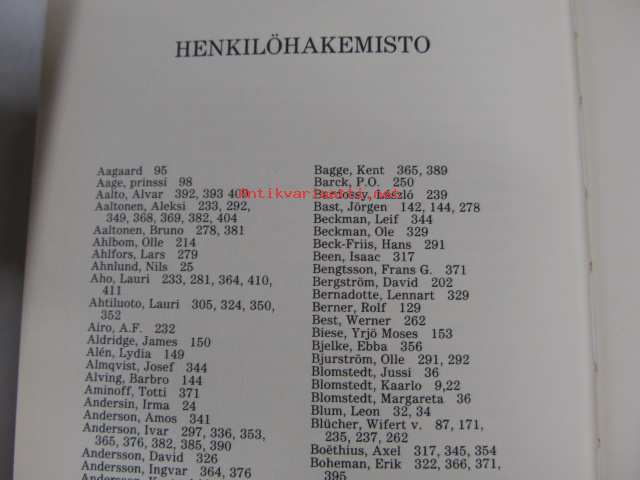 HENKILÖHAKEMISTO
Aagaard 95
Aage, prinssi 98
Aalto, Alvar 392, 393 409
Aaltonen, Aleksi 233, 292,
349, 368, 369, 382, 404
Aaltonen, Bruno 278, 381
Ahlbom, Olle 214
Ahlfors, Lars 279
Ahnlund, Nils 25
Aho, Lauri 233, 281, 364, 410,
411
Ahtiluoto, Lauri 305, 324, 350,
352
Airo, A.F. 232
Aldridge, James 150
Alén, Lydia 149
Almqvist, Josef 344
Alving, Barbro 144
Aminoff, Totti 371
Andersin, Irma 24
Anderson, Amos 341
Anderson, Ivar 297, 336, 353,
365, 376, 382, 385, 390
Andersson, David 326
Andersson, Ingvar 364, 376
Bagge, Kent 365, 389
Barck, P.O. 250
László 239
Bast, Jörgen 142, 144, 278
Beckman, Leif 344
Beckman, Ole 329
Beck-Friis, Hans 291
Been, Isaac 317
Bengtsson, Frans G. 371
Bergström, David 202
Bernadotte, Lennart 329
Berner, Rolf 129
Best, Werner 262
Biese, Yrjö Moses 153
Bjelke, Ebba 356
Bjurström, Olle 291, 292
Blomstedt, Jussi 36
Blomstedt, Kaarlo 9,22
Blomstedt, Margareta 36
Blum, Leon 32, 34
Blücher, Wifert v. 87, 171,
235, 237, 262
Boëthius, Axel 317, 345, 354
Boheman, Erik 322, 366, 371,
395
Antikvariaatti.net